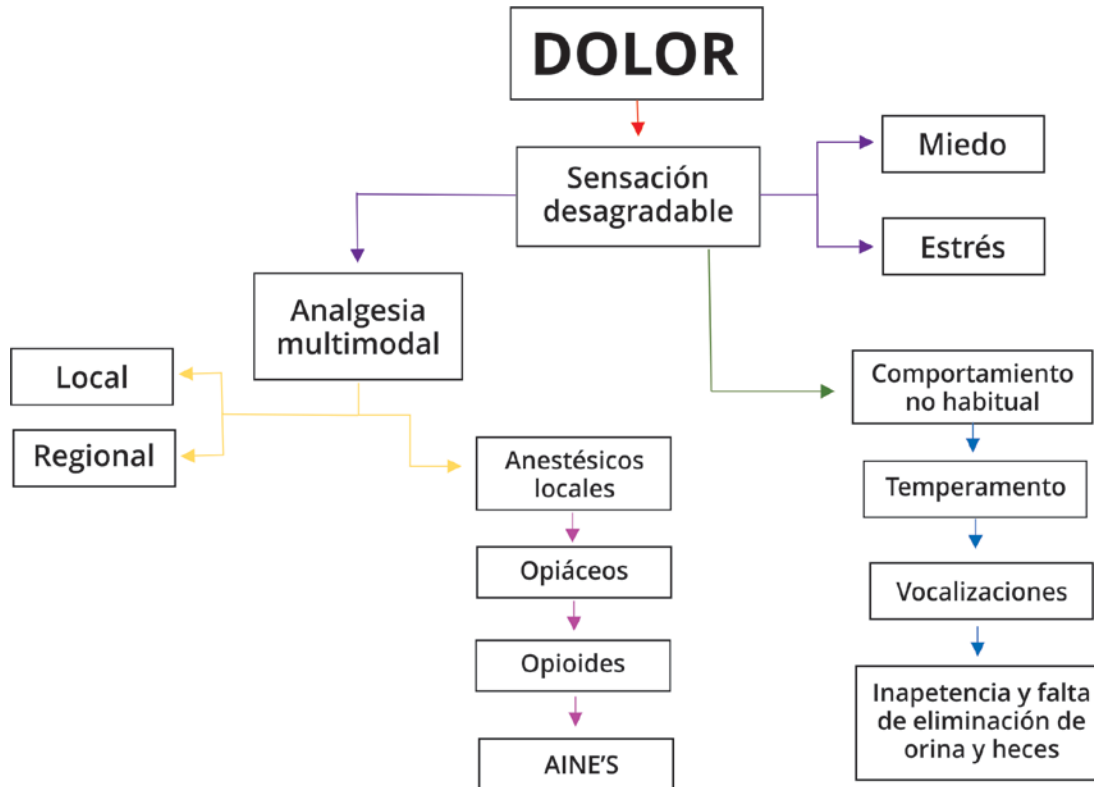 DOLOR
Sensación
desagradable
Miedo
Estrés
Analgesia
multimodal
Local
Regional
Anestésicos
locales
Opiáceos
Opioides
AINE’S
Comportamiento
no habitual
Temperamento
Vocalizaciones
Inapetencia y falta
de eliminación de
orina y heces